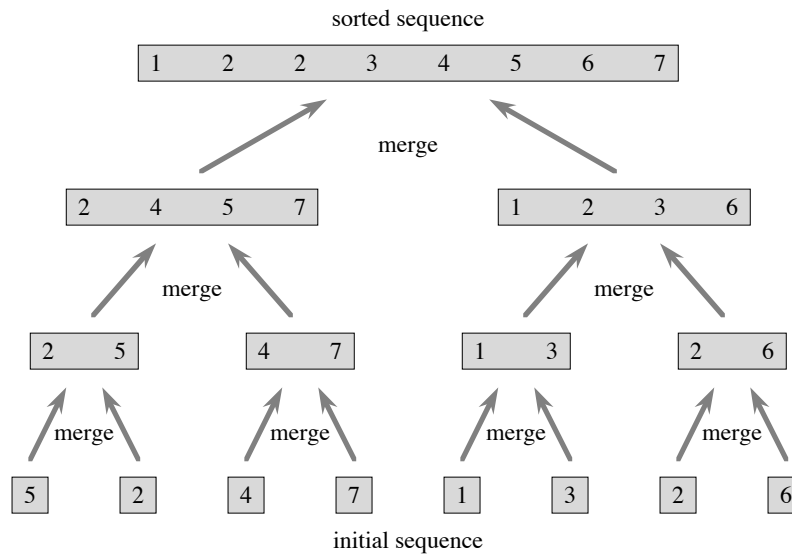 sorted sequence
1 2 2 3 4 5 6 7
merge
2 4 5 7 1 2 3 6
merge merge
2 5 4 7 1 3 2 6
merge merge merge merge
5 2 4 7 1 3 2 6
initial sequence